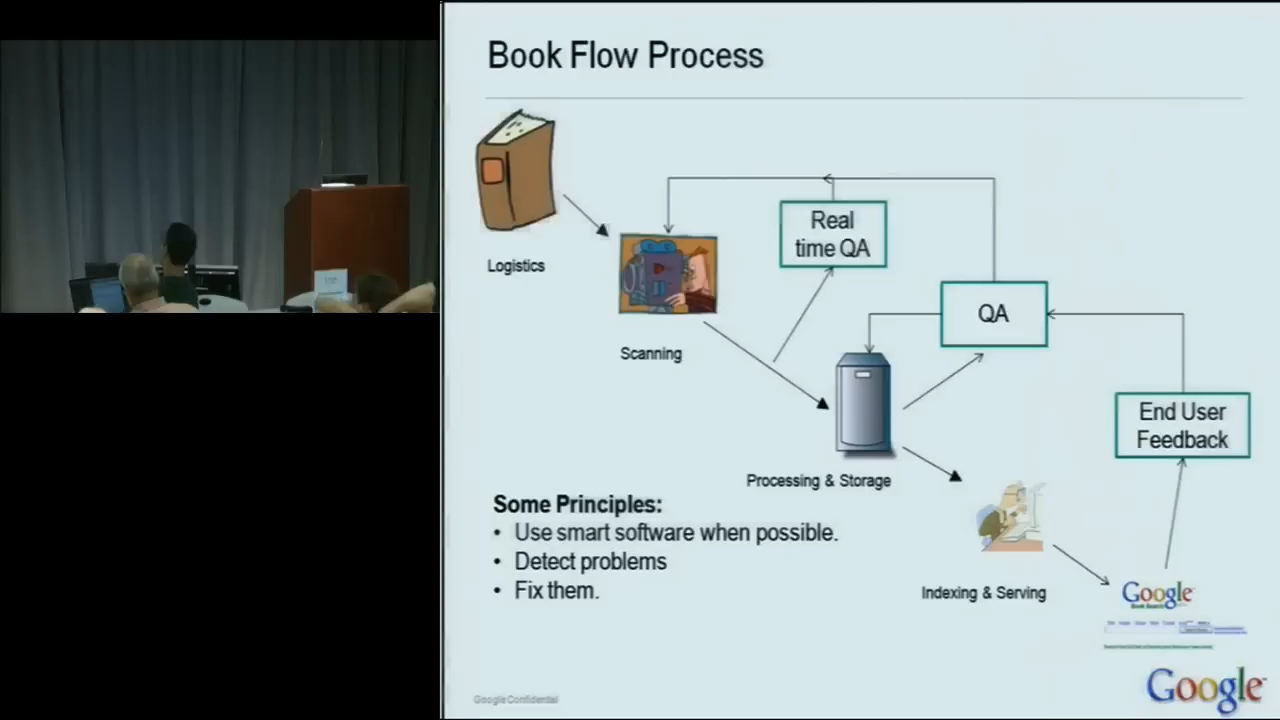 Book Flow Process
Logistics
Real
time QA
QA
Scanning
End User
Feedback
Processing & Storage
Some Principles:
• Use smart software when possible.
• Detect problems
• Fix them.
Indexing & Serving
Google
Book Search
Google Confidential
Google